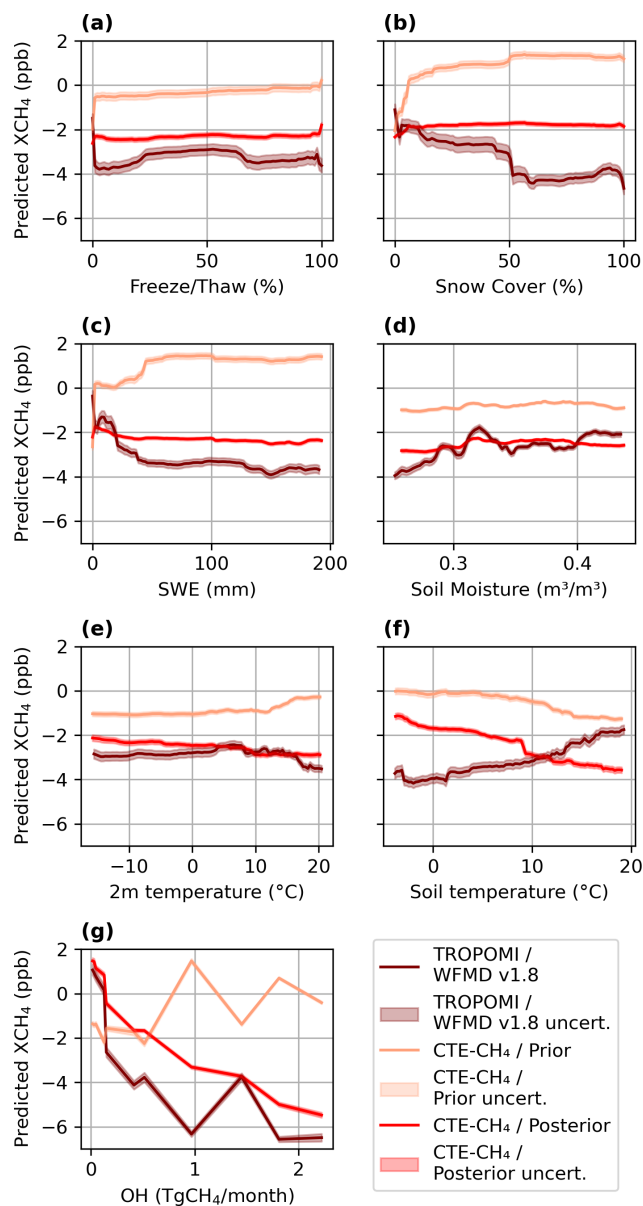 (a)
(b)
Predicted XCH₄ (ppb)
2
0
−2
−4
−6
0 50 100
0 50 100
Freeze/Thaw (%)
Snow Cover (%)
(c)
(d)
Predicted XCH₄ (ppb)
2
0
−2
−4
−6
0 100 200
0.3 0.4
SWE (mm)
Soil Moisture (m³/m³)
(e)
(f)
Predicted XCH₄ (ppb)
2
0
−2
−4
−6
−10 0 10 20
0 10 20
2m temperature (°C)
Soil temperature (°C)
(g)
Predicted XCH₄ (ppb)
2
0
−2
−4
−6
0 1 2
OH (TgCH₄/month)
TROPOMI /
WFMD v1.8
TROPOMI /
WFMD v1.8 uncert.
CTE-CH₄ / Prior
CTE-CH₄ /
Prior uncert.
CTE-CH₄ / Posterior
CTE-CH₄ /
Posterior uncert.